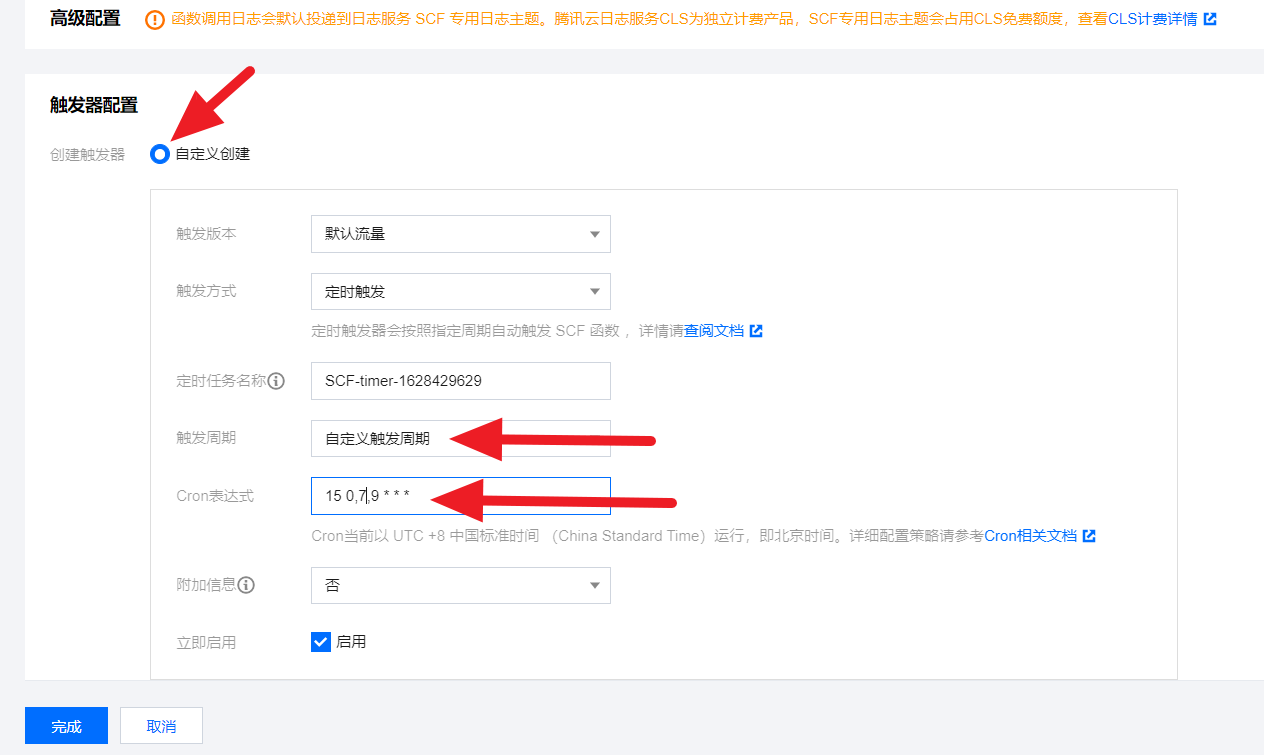 高级配置 函数调用日志会默认投递到日志服务 SCF 专用日志主题。腾讯云日志服务CLS为独立计费产品，SCF专用日志主题会占用CLS免费额度，查看CLS计费详情
触发器配置
创建触发器 自定义创建
触发版本 默认流量
触发方式 定时触发
定时触发器会按照指定周期自动触发 SCF 函数 ，详情请查阅文档
定时任务名称 SCF-timer-1628429629
触发周期 自定义触发周期
Cron表达式 15 0,7,9 * * *
Cron当前以 UTC +8 中国标准时间 （China Standard Time）运行，即北京时间。详细配置策略请参考Cron相关文档
附加信息 否
立即启用 启用
完成 取消